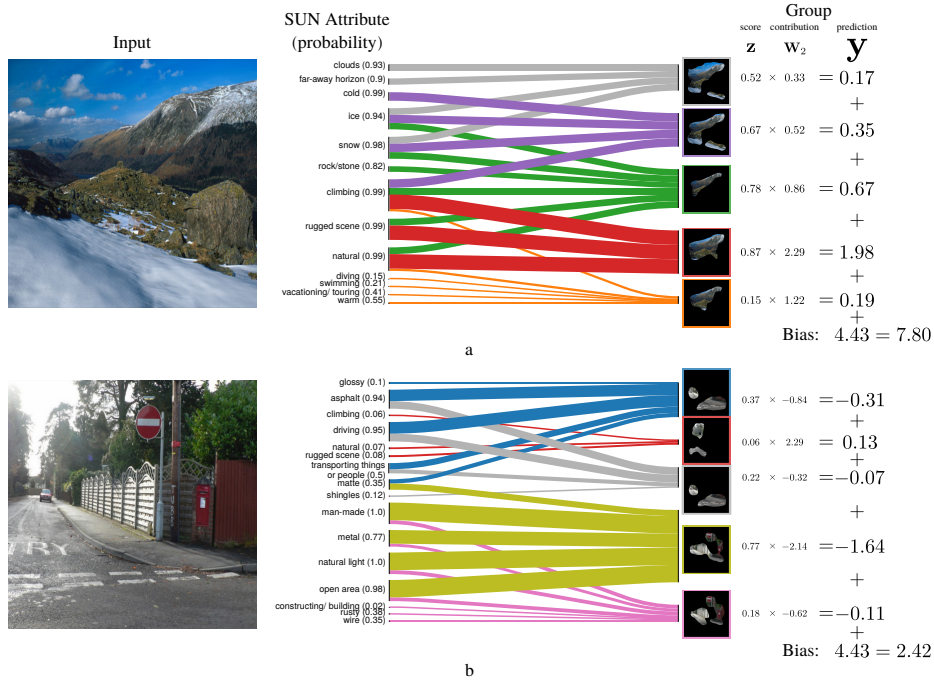 Input
SUN Attribute
(probability)
Group
score contribution prediction
z w2 y
clouds (0.93)
far-away horizon (0.9)
cold (0.99)
ice (0.94)
snow (0.98)
rock/stone (0.82)
climbing (0.99)
rugged scene (0.99)
natural (0.99)
diving (0.15)
swimming (0.21)
vacationing/ touring (0.41)
warm (0.55)
0.52 × 0.33 = 0.17
+
0.67 × 0.52 = 0.35
+
0.78 × 0.86 = 0.67
+
0.87 × 2.29 = 1.98
+
0.15 × 1.22 = 0.19
+
Bias: 4.43 = 7.80
a
TRY
glossy (0.1)
asphalt (0.94)
climbing (0.06)
driving (0.95)
natural (0.07)
rugged scene (0.08)
transporting things
or people (0.5)
matte (0.35)
shingles (0.12)
man-made (1.0)
metal (0.77)
natural light (1.0)
open area (0.98)
constructing/ building (0.02)
rusty (0.38)
wire (0.35)
0.37 × −0.84 =−0.31
+
0.06 × 2.29 = 0.13
+
0.22 × −0.32 =−0.07
+
0.77 × −2.14 =−1.64
+
0.18 × −0.62 =−0.11
+
Bias: 4.43 = 2.42
b